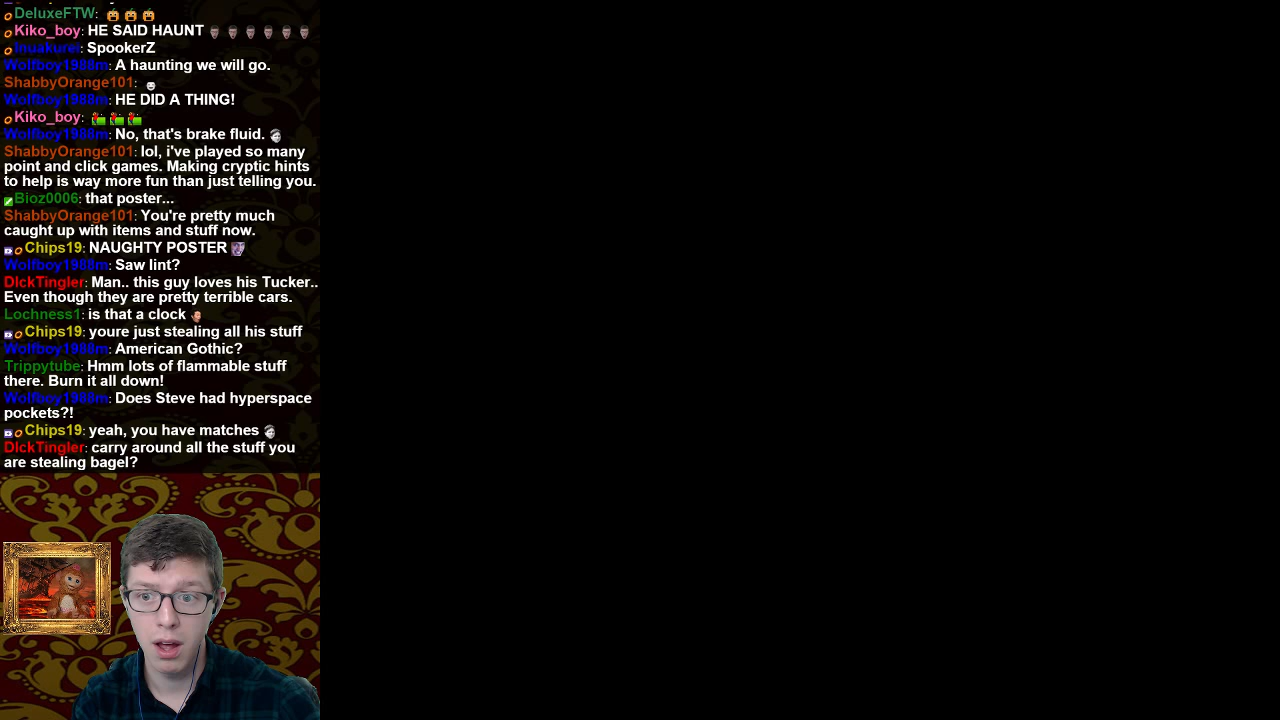 DeluxeFTW:
Kiko_boy: HE SAID HAUNT
Inuakurei: SpookerZ
Wolfboy1988m: A haunting we will go.
ShabbyOrange101:
Wolfboy1988m: HE DID A THING!
Kiko_boy:
Wolfboy1988m: No, that's brake fluid.
ShabbyOrange101: lol, i've played so many
point and click games. Making cryptic hints
to help is way more fun than just telling you.
Bioz0006: that poster...
ShabbyOrange101: You're pretty much
caught up with items and stuff now.
Chips19: NAUGHTY POSTER
Wolfboy1988m: Saw lint?
DIckTingler: Man.. this guy loves his Tucker..
Even though they are pretty terrible cars.
Lochness1: is that a clock
Chips19: youre just stealing all his stuff
Wolfboy1988m: American Gothic?
Trippytube: Hmm lots of flammable stuff
there. Burn it all down!
Wolfboy1988m: Does Steve had hyperspace
pockets?!
Chips19: yeah, you have matches
DIckTingler: carry around all the stuff you
are stealing bagel?